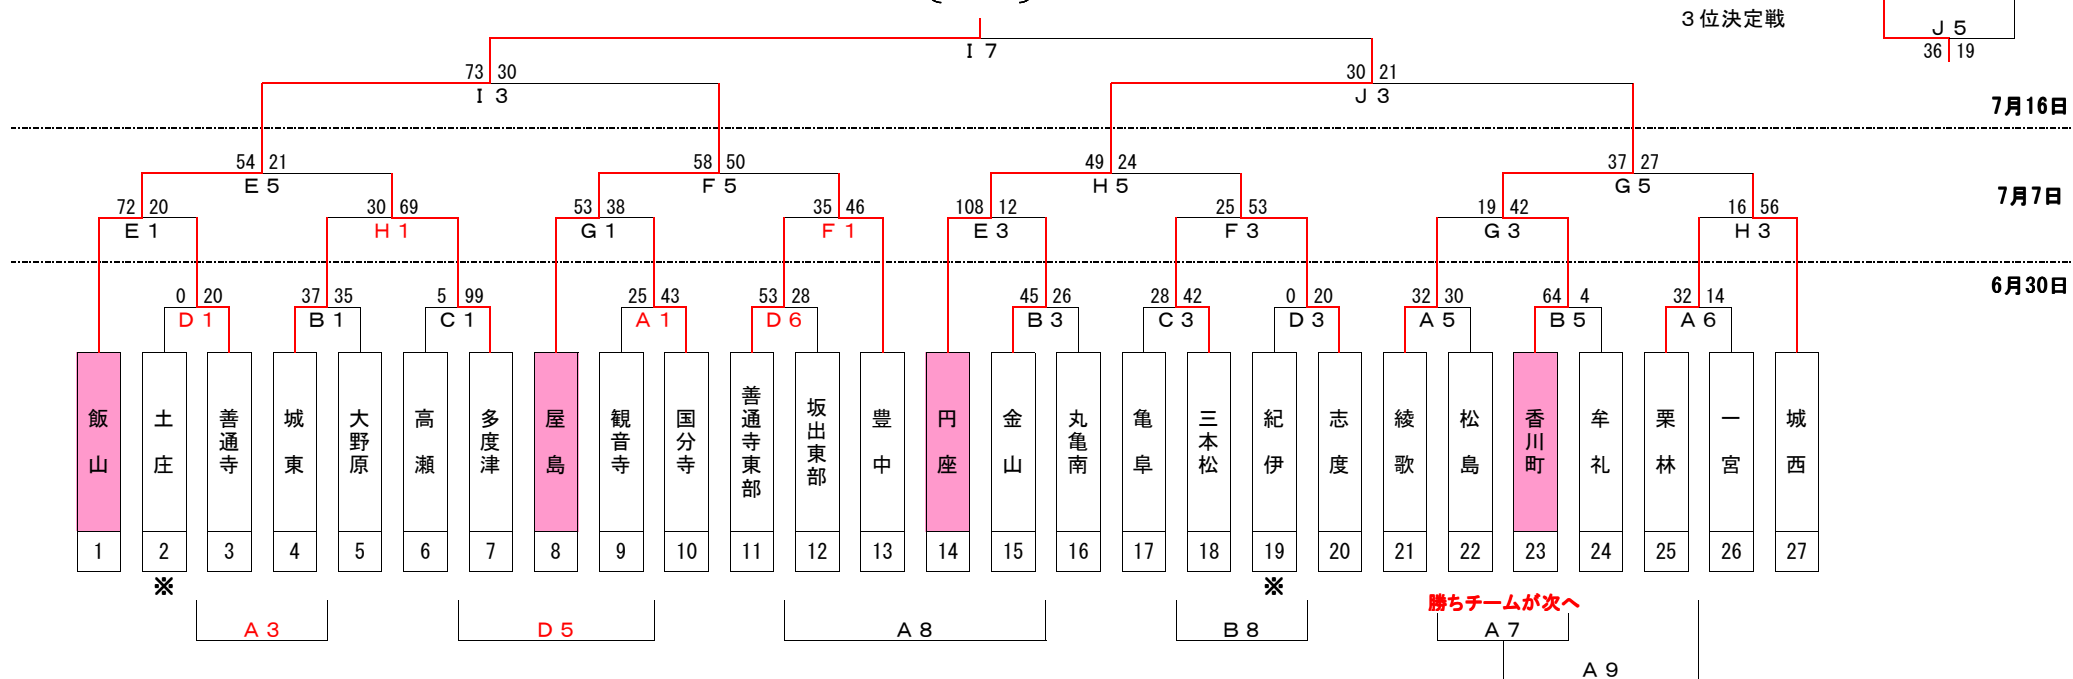 ３位決定戦
Ｊ５
36 19
Ｉ７
73 30
Ｉ３
30 21
Ｊ３
7月16日
54 21
Ｅ５
58 50
Ｆ５
49 24
Ｈ５
37 27
Ｇ５
7月7日
72 20
Ｅ１
30 69
Ｈ１
53 38
Ｇ１
35 46
Ｆ１
108 12
Ｅ３
25 53
Ｆ３
19 42
Ｇ３
16 56
Ｈ３
6月30日
0 20
Ｄ１
37 35
Ｂ１
5 99
Ｃ１
25 43
Ａ１
53 28
Ｄ６
45 26
Ｂ３
28 42
Ｃ３
0 20
Ｄ３
32 30
Ａ５
64 4
Ｂ５
32 14
Ａ６
飯山
土庄
善通寺
城東
大野原
高瀬
多度津
屋島
観音寺
国分寺
善通寺東部
坂出東部
豊中
円座
金山
丸亀南
亀阜
三本松
紀伊
志度
綾歌
松島
香川町
牟礼
栗林
一宮
城西
1 2 3 4 5 6 7 8 9 10 11 12 13 14 15 16 17 18 19 20 21 22 23 24 25 26 27
※ ※
勝ちチームが次へ
Ａ３ Ｄ５ Ａ８ Ｂ８ Ａ７
Ａ９